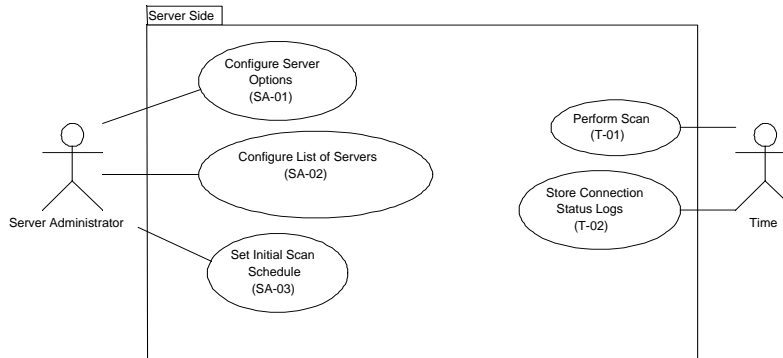 Server Side
Configure Server
Options
(SA-01)
Configure List of Servers
(SA-02)
Set Initial Scan
Schedule
(SA-03)
Server Administrator
Perform Scan
(T-01)
Store Connection
Status Logs
(T-02)
Time